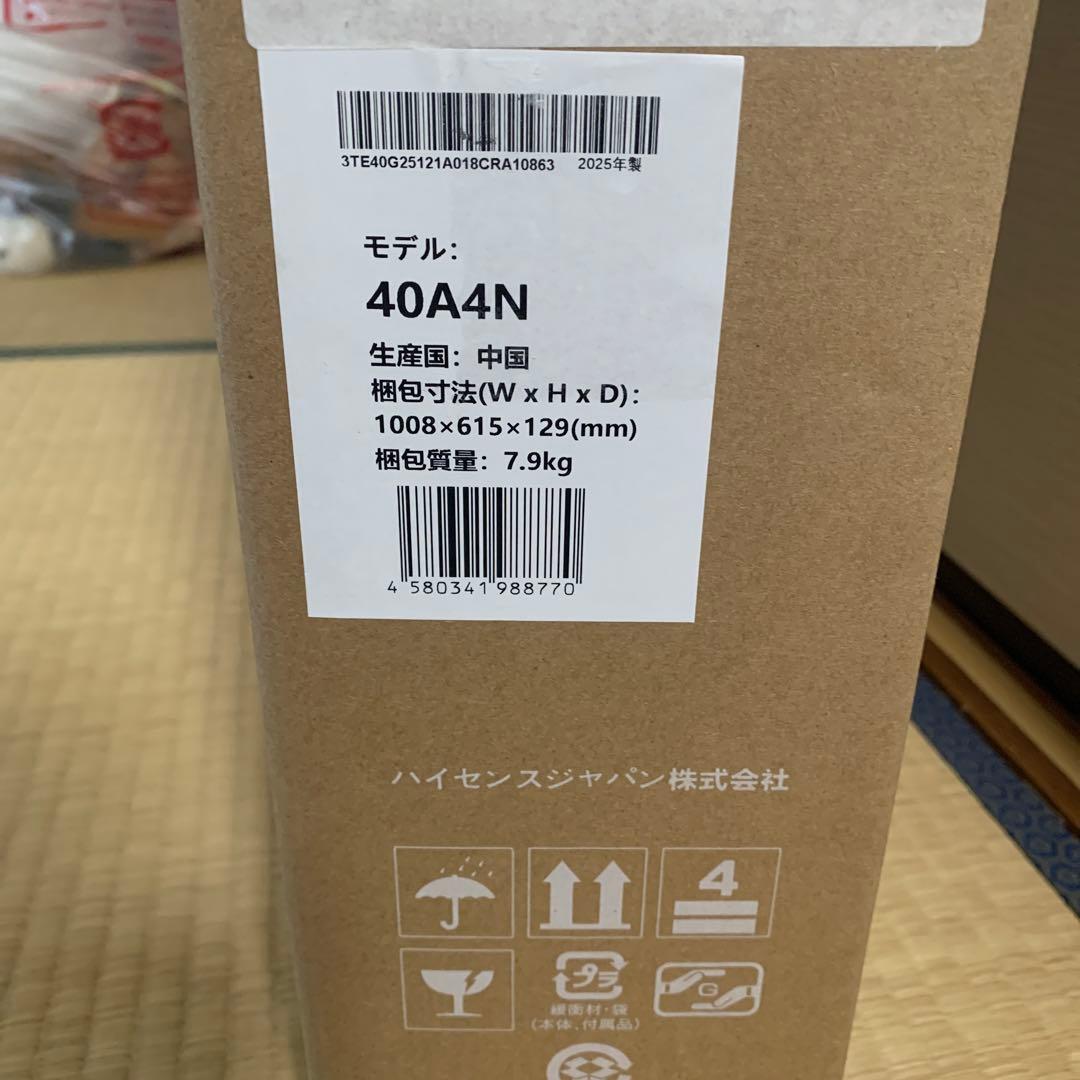 3TE40G25121A018CRA10863 2025年製
モデル:
40A4N
生産国: 中国
梱包寸法(W x H x D):
1008×615×129(mm)
梱包質量: 7.9kg
4 580341 988770
ハイセンスジャパン株式会社
4
プラ
G
緩衝材・袋
(本体、付属品)